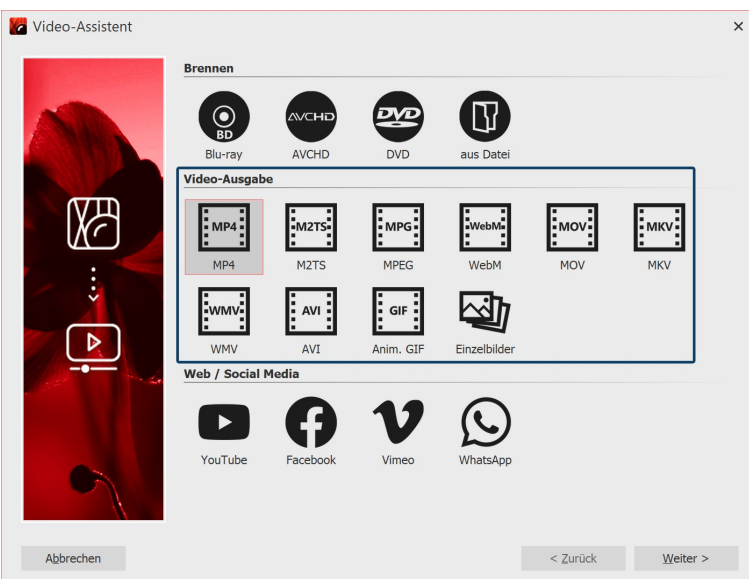 Video-Assistent
Brennen
BD AVCHD DVD
Blu-ray AVCHD DVD aus Datei
Video-Ausgabe
MP4 M2TS MPG WebM MOV MKV
MP4 M2TS MPEG WebM MOV MKV
WMV AVI GIF
WMV AVI Anim. GIF Einzelbilder
Web / Social Media
YouTube Facebook Vimeo WhatsApp
Abbrechen < Zurück Weiter >